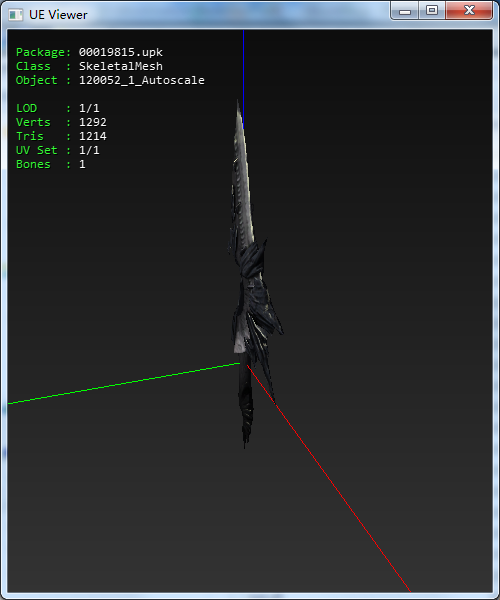 UE Viewer
Package: 00019815.upk
Class  : SkeletalMesh
Object : 120052_1_Autoscale
LOD    : 1/1
Verts  : 1292
Tris   : 1214
UV Set : 1/1
Bones  : 1